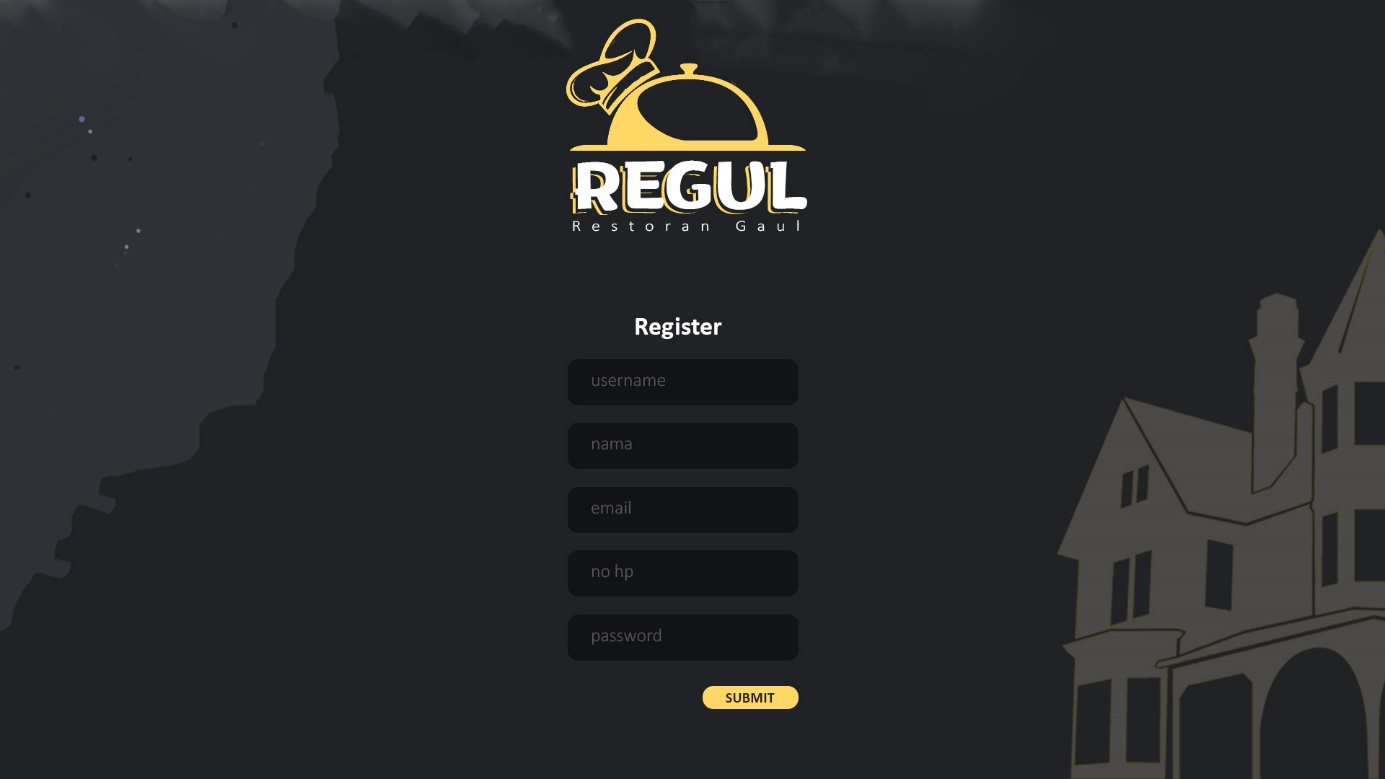 REGUL
Restoran Gaul
Register
username
nama
email
no hp
password
SUBMIT